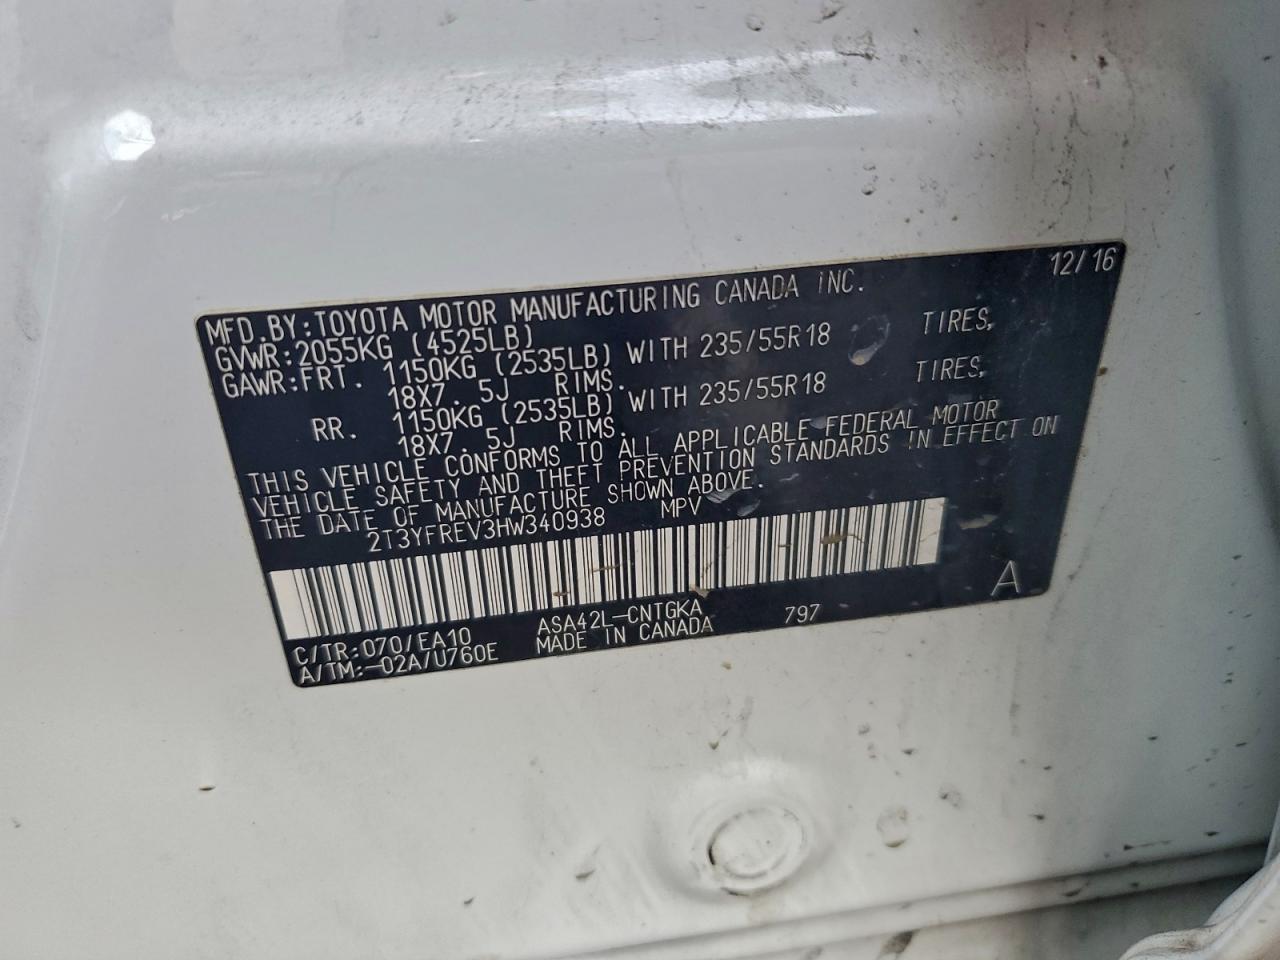 12/16
MFD.BY:TOYOTA MOTOR MANUFACTURING CANADA INC.
GVWR:2055KG (4525LB)
GAWR:FRT. 1150KG (2535LB) WITH 235/55R18 TIRES,
18X7.5J RIMS.
RR. 1150KG (2535LB) WITH 235/55R18 TIRES,
18X7.5J RIMS.
THIS VEHICLE CONFORMS TO ALL APPLICABLE FEDERAL MOTOR
VEHICLE SAFETY AND THEFT PREVENTION STANDARDS IN EFFECT ON
THE DATE OF MANUFACTURE SHOWN ABOVE.
2T3YFREV3HW340938 MPV
A
C/TR:070/EA10 ASA42L-CNTGKA 797
A/TM:-02A/U760E MADE IN CANADA